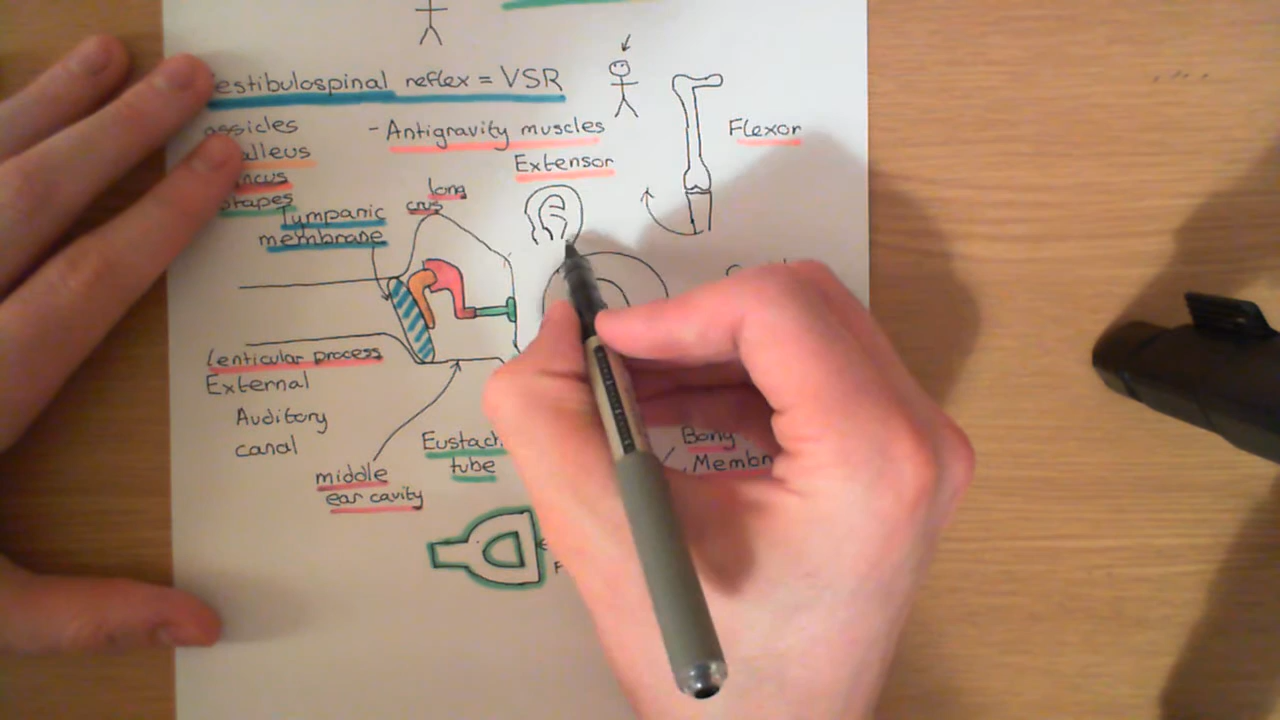 estibulospinal reflex = VSR
ossicles
alleus
ncus
stapes
- Antigravity muscles
Extensor
Flexor
long
crus
Tympanic
membrane
Lenticular process
External
Auditory
canal
middle
ear cavity
Eustach
tube
Bony
Membr
F